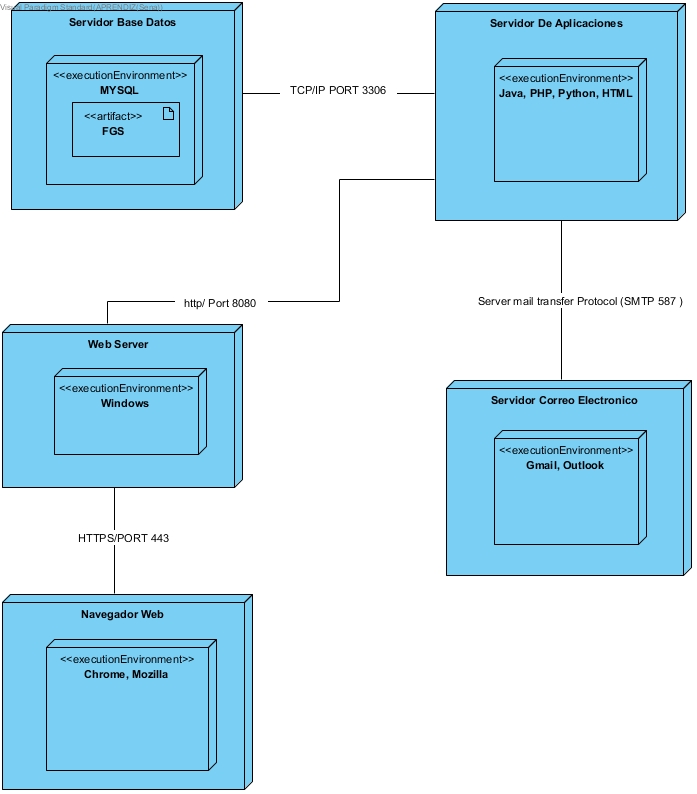 Visual Paradigm Standard(APRENDIZ(Sena))
Servidor Base Datos
<<executionEnvironment>>
MYSQL
<<artifact>>
FGS
TCP/IP PORT 3306
Servidor De Aplicaciones
<<executionEnvironment>>
Java, PHP, Python, HTML
http/ Port 8080
Server mail transfer Protocol (SMTP 587 )
Web Server
<<executionEnvironment>>
Windows
Servidor Correo Electronico
<<executionEnvironment>>
Gmail, Outlook
HTTPS/PORT 443
Navegador Web
<<executionEnvironment>>
Chrome, Mozilla